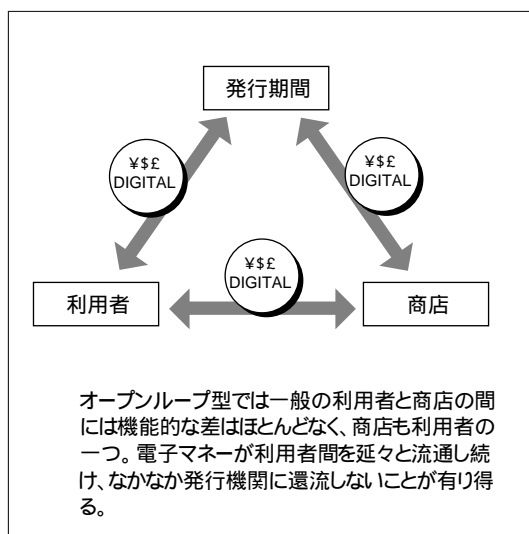 発行期間
¥$£
DIGITAL
¥$£
DIGITAL
¥$£
DIGITAL
利用者
商店
オープンループ型では一般の利用者と商店の間
には機能的な差はほとんどなく、商店も利用者の
一つ。電子マネーが利用者間を延々と流通し続
け、なかなか発行機関に還流しないことが有り得
る。